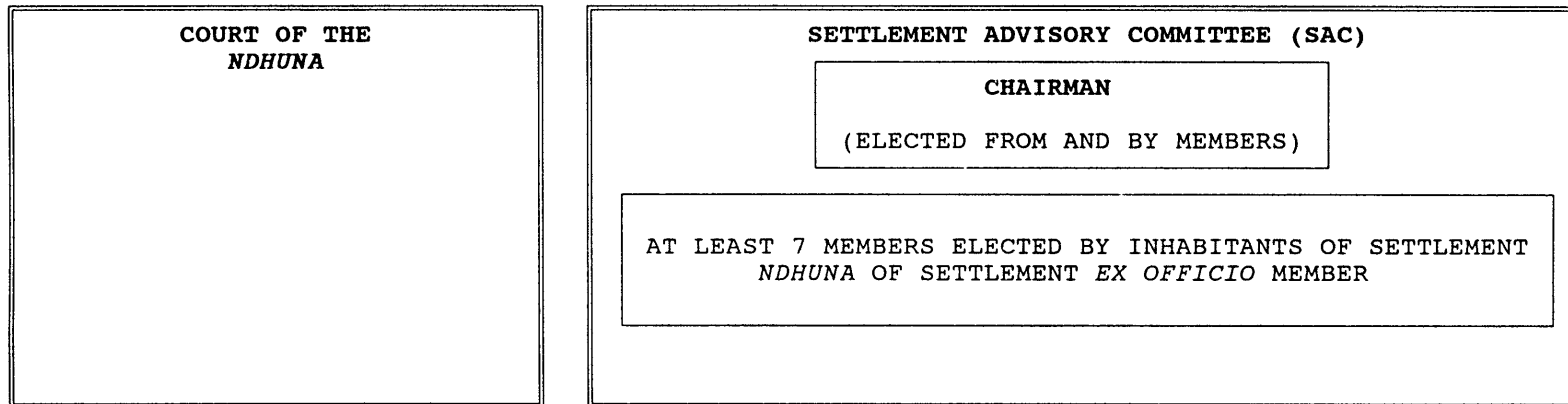 COURT OF THE
NDHUNA
SETTLEMENT ADVISORY COMMITTEE (SAC)
CHAIRMAN
(ELECTED FROM AND BY MEMBERS)
AT LEAST 7 MEMBERS ELECTED BY INHABITANTS OF SETTLEMENT
NDHUNA OF SETTLEMENT EX OFFICIO MEMBER